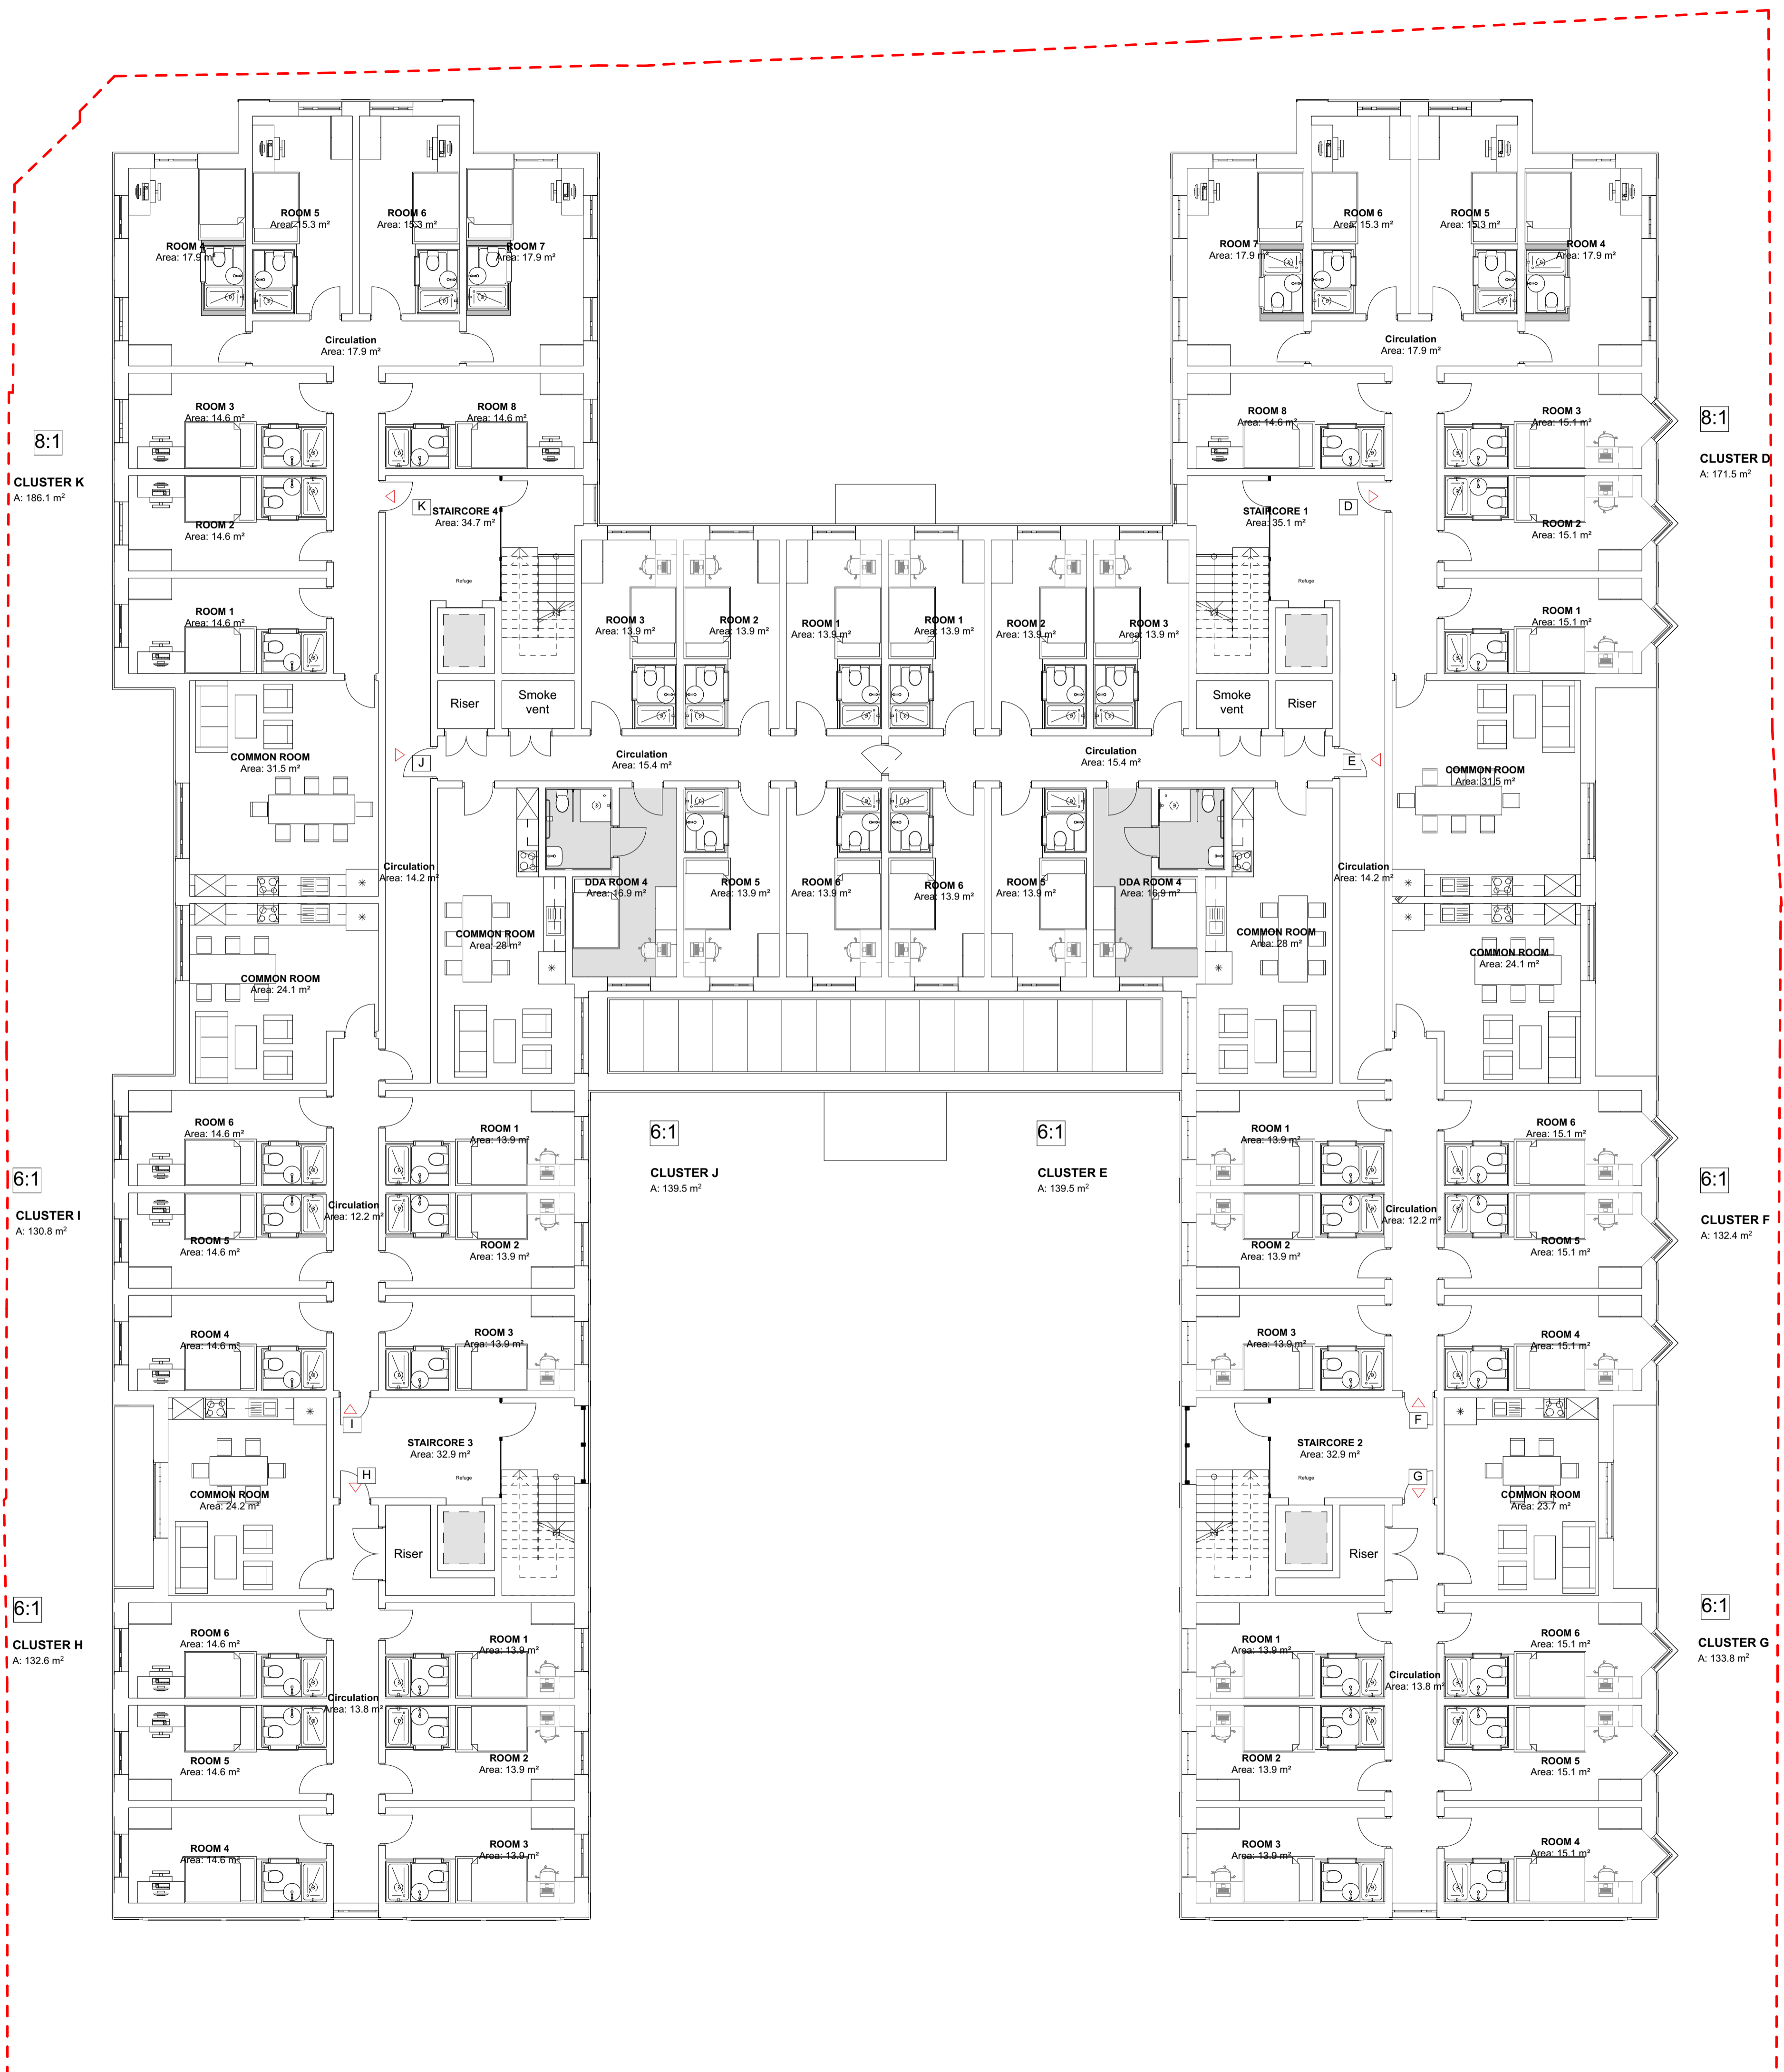 ROOM 5
Area: 15.3 m²
ROOM 6
Area: 15.3 m²
ROOM 4
Area: 17.9 m²
ROOM 7
Area: 17.9 m²
Circulation
Area: 17.9 m²
ROOM 3
Area: 14.6 m²
ROOM 8
Area: 14.6 m²
8:1
CLUSTER K
A: 186.1 m²
K
STAIRCORE 4
Area: 34.7 m²
ROOM 2
Area: 14.6 m²
Refuge
ROOM 1
Area: 14.6 m²
Riser
Smoke
vent
COMMON ROOM
Area: 31.5 m²
J
Circulation
Area: 14.2 m²
COMMON ROOM
Area: 24.1 m²
ROOM 6
Area: 15.3 m²
ROOM 5
Area: 15.3 m²
ROOM 7
Area: 17.9 m²
ROOM 4
Area: 17.9 m²
Circulation
Area: 17.9 m²
ROOM 8
Area: 14.6 m²
ROOM 3
Area: 15.1 m²
8:1
CLUSTER D
A: 171.5 m²
STAIRCORE 1
Area: 35.1 m²
D
ROOM 2
Area: 15.1 m²
Refuge
ROOM 1
Area: 15.1 m²
Smoke
vent
Riser
E
COMMON ROOM
Area: 31.5 m²
Circulation
Area: 14.2 m²
COMMON ROOM
Area: 24.1 m²
ROOM 3
Area: 13.9 m²
ROOM 2
Area: 13.9 m²
ROOM 1
Area: 13.9 m²
ROOM 1
Area: 13.9 m²
ROOM 2
Area: 13.9 m²
ROOM 3
Area: 13.9 m²
Circulation
Area: 15.4 m²
Circulation
Area: 15.4 m²
DDA ROOM 4
Area: 16.9 m²
ROOM 5
Area: 13.9 m²
ROOM 6
Area: 13.9 m²
ROOM 6
Area: 13.9 m²
ROOM 5
Area: 13.9 m²
DDA ROOM 4
Area: 16.9 m²
COMMON ROOM
Area: 28 m²
COMMON ROOM
Area: 28 m²
6:1
CLUSTER J
A: 139.5 m²
6:1
CLUSTER E
A: 139.5 m²
6:1
CLUSTER I
A: 130.8 m²
ROOM 6
Area: 14.6 m²
ROOM 1
Area: 13.9 m²
Circulation
Area: 12.2 m²
ROOM 5
Area: 14.6 m²
ROOM 2
Area: 13.9 m²
ROOM 4
Area: 14.6 m²
ROOM 3
Area: 13.9 m²
I
STAIRCORE 3
Area: 32.9 m²
H
Refuge
COMMON ROOM
Area: 24.2 m²
Riser
6:1
CLUSTER H
A: 132.6 m²
ROOM 6
Area: 14.6 m²
ROOM 1
Area: 13.9 m²
Circulation
Area: 13.8 m²
ROOM 5
Area: 14.6 m²
ROOM 2
Area: 13.9 m²
ROOM 4
Area: 14.6 m²
ROOM 3
Area: 13.9 m²
ROOM 1
Area: 13.9 m²
ROOM 6
Area: 15.1 m²
6:1
CLUSTER F
A: 132.4 m²
Circulation
Area: 12.2 m²
ROOM 2
Area: 13.9 m²
ROOM 5
Area: 15.1 m²
ROOM 3
Area: 13.9 m²
ROOM 4
Area: 15.1 m²
F
STAIRCORE 2
Area: 32.9 m²
G
Refuge
COMMON ROOM
Area: 23.7 m²
Riser
6:1
CLUSTER G
A: 133.8 m²
ROOM 1
Area: 13.9 m²
ROOM 6
Area: 15.1 m²
Circulation
Area: 13.8 m²
ROOM 2
Area: 13.9 m²
ROOM 5
Area: 15.1 m²
ROOM 3
Area: 13.9 m²
ROOM 4
Area: 15.1 m²